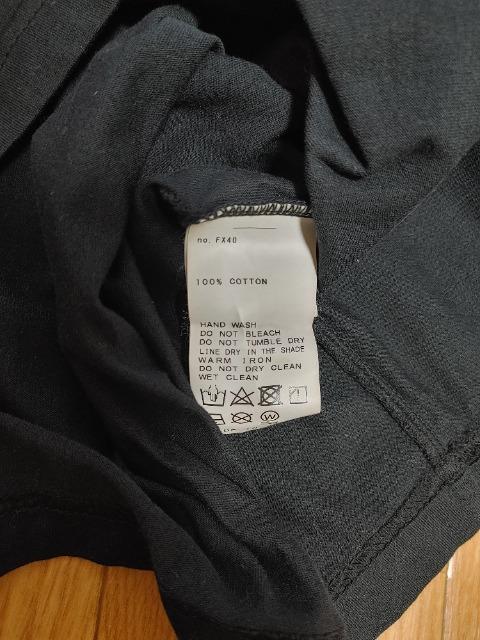 no. FX40
100% COTTON
HAND WASH
DO NOT BLEACH
DO NOT TUMBLE DRY
LINE DRY IN THE SHADE
WARM IRON
DO NOT DRY CLEAN
WET CLEAN
W